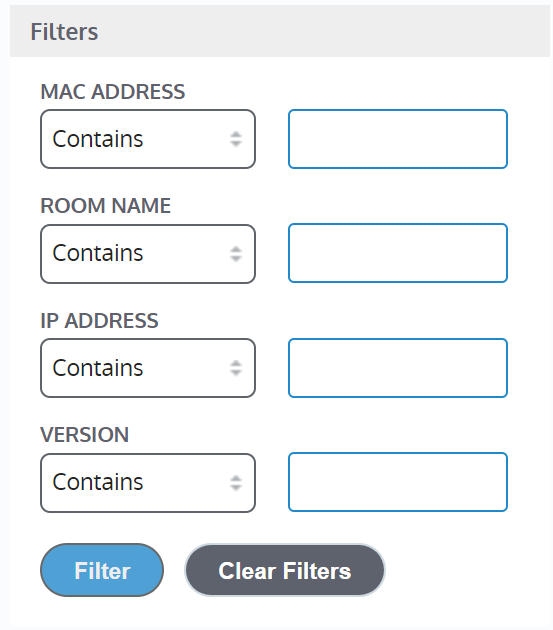 Filters
MAC ADDRESS
Contains
ROOM NAME
Contains
IP ADDRESS
Contains
VERSION
Contains
Filter Clear Filters